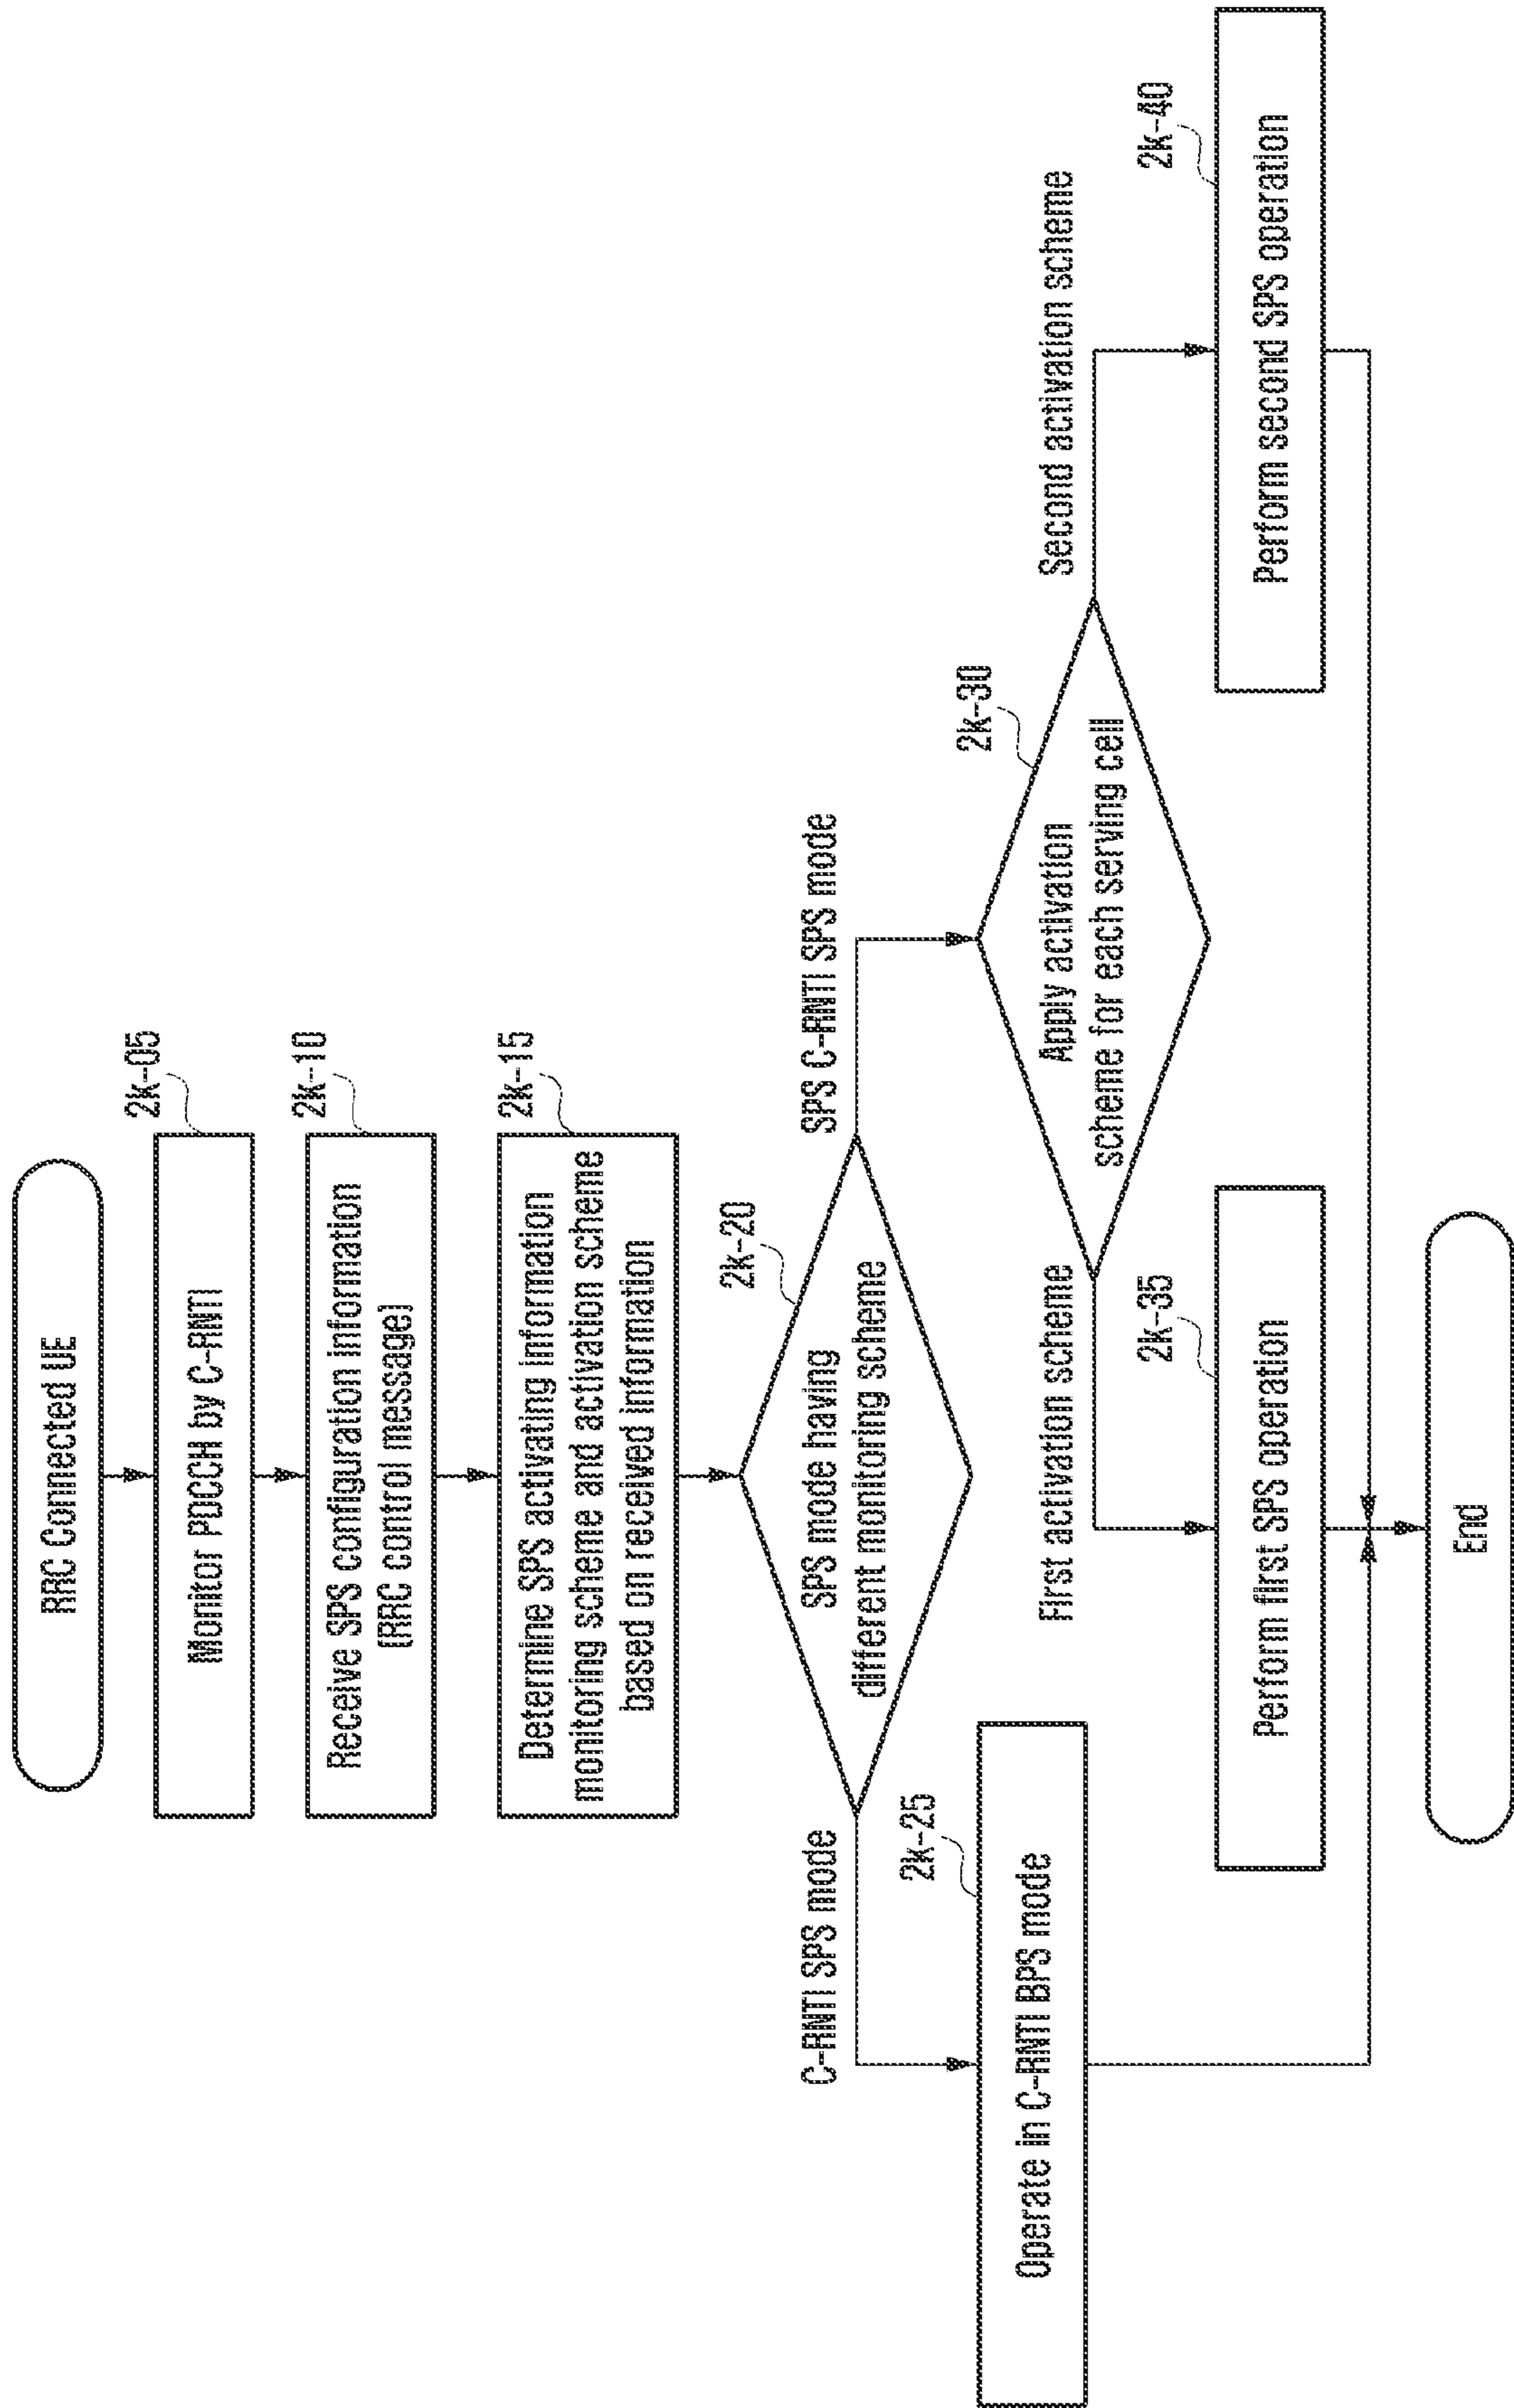 RRC Connected UE
2k-05
Monitor PDCCH by C-RNTI
2k-10
Receive SPS configuration information
(RRC control message)
2k-15
Determine SPS activating information
monitoring scheme and activation scheme
based on received information
2k-20
SPS mode having
different monitoring scheme
C-RNTI SPS mode
SPS C-RNTI SPS mode
2k-25
Operate in C-RNTI BPS mode
2k-30
Apply activation
scheme for each serving cell
First activation scheme
Second activation scheme
2k-35
Perform first SPS operation
2k-40
Perform second SPS operation
End